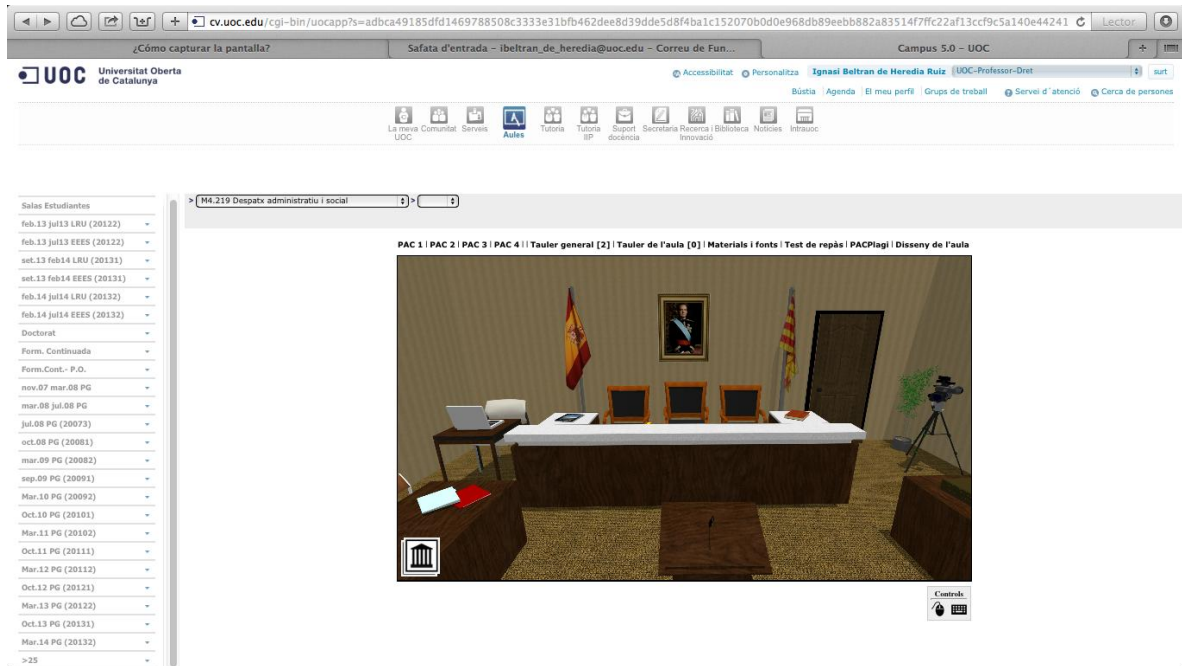 cv.uoc.edu/cgi-bin/uocapp?s=adbca49185dfd1469788508c3333e31bfb462dee8d39dde5d8f4ba1c152070b0d0e968db89eebb882a83514f7ffc22af13ccf9c5a140e44241
Lector
¿Cómo capturar la pantalla?
Safata d'entrada – ibeltran_de_heredia@uoc.edu – Correu de Fun...
Campus 5.0 – UOC
UOC
Universitat Oberta
de Catalunya
Accessibilitat
Personalitza
Ignasi Beltran de Heredia Ruiz
UOC-Professor-Dret
surt
Bústia
Agenda
El meu perfil
Grups de treball
Servei d´atenció
Cerca de persones
La meva UOC
Comunitat
Serveis
Aules
Tutoria
Tutoria IIP
Suport docència
Secretaria
Recerca i Innovació
Biblioteca
Notícies
Intrauoc
> M4.219 Despatx administratiu i social >
Salas Estudiantes
feb.13 jul13 LRU (20122)
feb.13 jul13 EEES (20122)
set.13 feb14 LRU (20131)
set.13 feb14 EEES (20131)
feb.14 jul14 LRU (20132)
feb.14 jul14 EEES (20132)
Doctorat
Form. Continuada
Form.Cont.- P.O.
nov.07 mar.08 PG
mar.08 jul.08 PG
jul.08 PG (20073)
oct.08 PG (20081)
mar.09 PG (20082)
sep.09 PG (20091)
Mar.10 PG (20092)
Oct.10 PG (20101)
Mar.11 PG (20102)
Oct.11 PG (20111)
Mar.12 PG (20112)
Oct.12 PG (20121)
Mar.13 PG (20122)
Oct.13 PG (20131)
Mar.14 PG (20132)
>25
PAC 1 | PAC 2 | PAC 3 | PAC 4 | | Tauler general [2] | Tauler de l'aula [0] | Materials i fonts | Test de repàs | PACPlagi | Disseny de l'aula
Controls